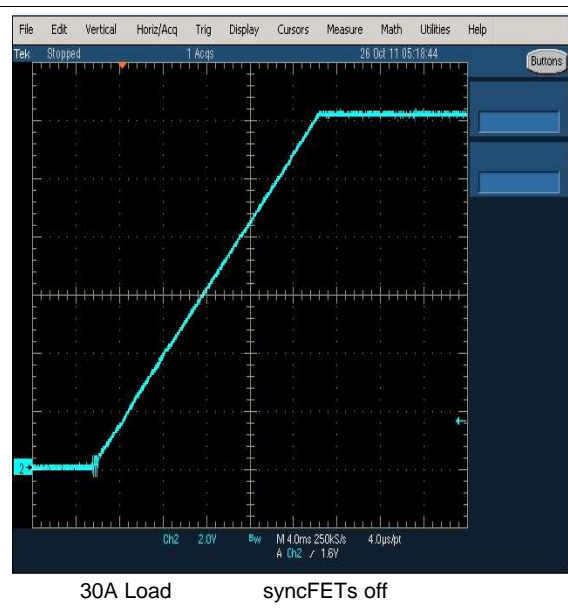 File Edit Vertical Horiz/Acq Trig Display Cursors Measure Math Utilities Help
Tek Stopped 1 Acqs 26 Oct 11 05:18:44 Buttons
2
Ch2 2.0V Bw M 4.0ms 250kS/s 4.0µs/pt
A Ch2 ∕ 1.6V
30A Load syncFETs off